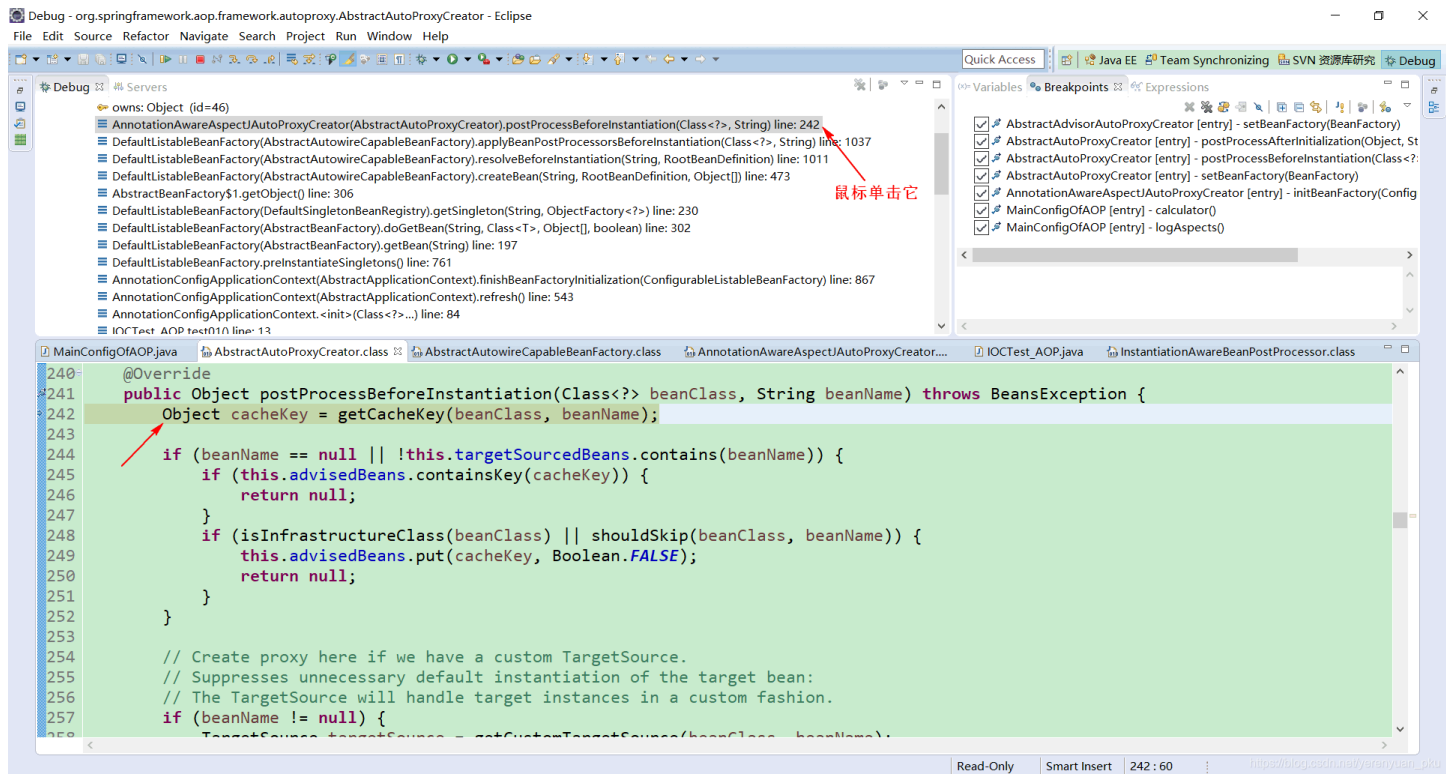 Debug - org.springframework.aop.framework.autoproxy.AbstractAutoProxyCreator - Eclipse
File Edit Source Refactor Navigate Search Project Run Window Help
Quick Access Java EE Team Synchronizing SVN 资源库研究 Debug
Debug Servers
owns: Object (id=46)
AnnotationAwareAspectJAutoProxyCreator(AbstractAutoProxyCreator).postProcessBeforeInstantiation(Class<?>, String) line: 242
DefaultListableBeanFactory(AbstractAutowireCapableBeanFactory).applyBeanPostProcessorsBeforeInstantiation(Class<?>, String) line: 1037
DefaultListableBeanFactory(AbstractAutowireCapableBeanFactory).resolveBeforeInstantiation(String, RootBeanDefinition) line: 1011
DefaultListableBeanFactory(AbstractAutowireCapableBeanFactory).createBean(String, RootBeanDefinition, Object[]) line: 473
AbstractBeanFactory$1.getObject() line: 306
DefaultListableBeanFactory(DefaultSingletonBeanRegistry).getSingleton(String, ObjectFactory<?>) line: 230
DefaultListableBeanFactory(AbstractBeanFactory).doGetBean(String, Class<T>, Object[], boolean) line: 302
DefaultListableBeanFactory(AbstractBeanFactory).getBean(String) line: 197
DefaultListableBeanFactory.preInstantiateSingletons() line: 761
AnnotationConfigApplicationContext(AbstractApplicationContext).finishBeanFactoryInitialization(ConfigurableListableBeanFactory) line: 867
AnnotationConfigApplicationContext(AbstractApplicationContext).refresh() line: 543
AnnotationConfigApplicationContext.<init>(Class<?>...) line: 84
IOCTest_AOP.test01() line: 13
鼠标单击它
Variables Breakpoints Expressions
AbstractAdvisorAutoProxyCreator [entry] - setBeanFactory(BeanFactory)
AbstractAutoProxyCreator [entry] - postProcessAfterInitialization(Object, St
AbstractAutoProxyCreator [entry] - postProcessBeforeInstantiation(Class<?
AbstractAutoProxyCreator [entry] - setBeanFactory(BeanFactory)
AnnotationAwareAspectJAutoProxyCreator [entry] - initBeanFactory(Config
MainConfigOfAOP [entry] - calculator()
MainConfigOfAOP [entry] - logAspects()
MainConfigOfAOP.java AbstractAutoProxyCreator.class AbstractAutowireCapableBeanFactory.class AnnotationAwareAspectJAutoProxyCreator.... IOCTest_AOP.java InstantiationAwareBeanPostProcessor.class
240 @Override
241 public Object postProcessBeforeInstantiation(Class<?> beanClass, String beanName) throws BeansException {
242 Object cacheKey = getCacheKey(beanClass, beanName);
243
244 if (beanName == null || !this.targetSourcedBeans.contains(beanName)) {
245 if (this.advisedBeans.containsKey(cacheKey)) {
246 return null;
247 }
248 if (isInfrastructureClass(beanClass) || shouldSkip(beanClass, beanName)) {
249 this.advisedBeans.put(cacheKey, Boolean.FALSE);
250 return null;
251 }
252 }
253
254 // Create proxy here if we have a custom TargetSource.
255 // Suppresses unnecessary default instantiation of the target bean:
256 // The TargetSource will handle target instances in a custom fashion.
257 if (beanName != null) {
258 TargetSource targetSource = getCustomTargetSource(beanClass, beanName);
Read-Only Smart Insert 242 : 60
https://blog.csdn.net/yerenyuan_pku